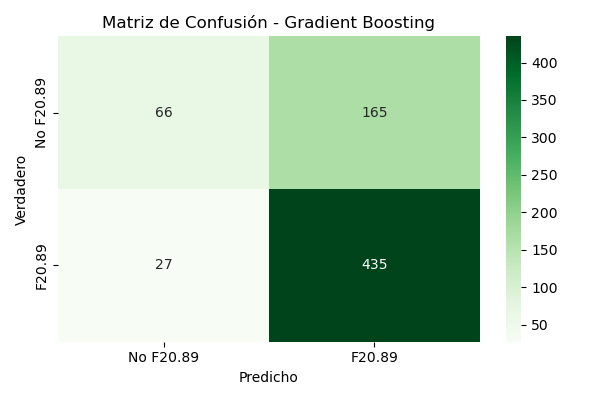 Matriz de Confusión - Gradient Boosting
Verdadero
No F20.89
66
165
F20.89
27
435
No F20.89
F20.89
Predicho
400
350
300
250
200
150
100
50